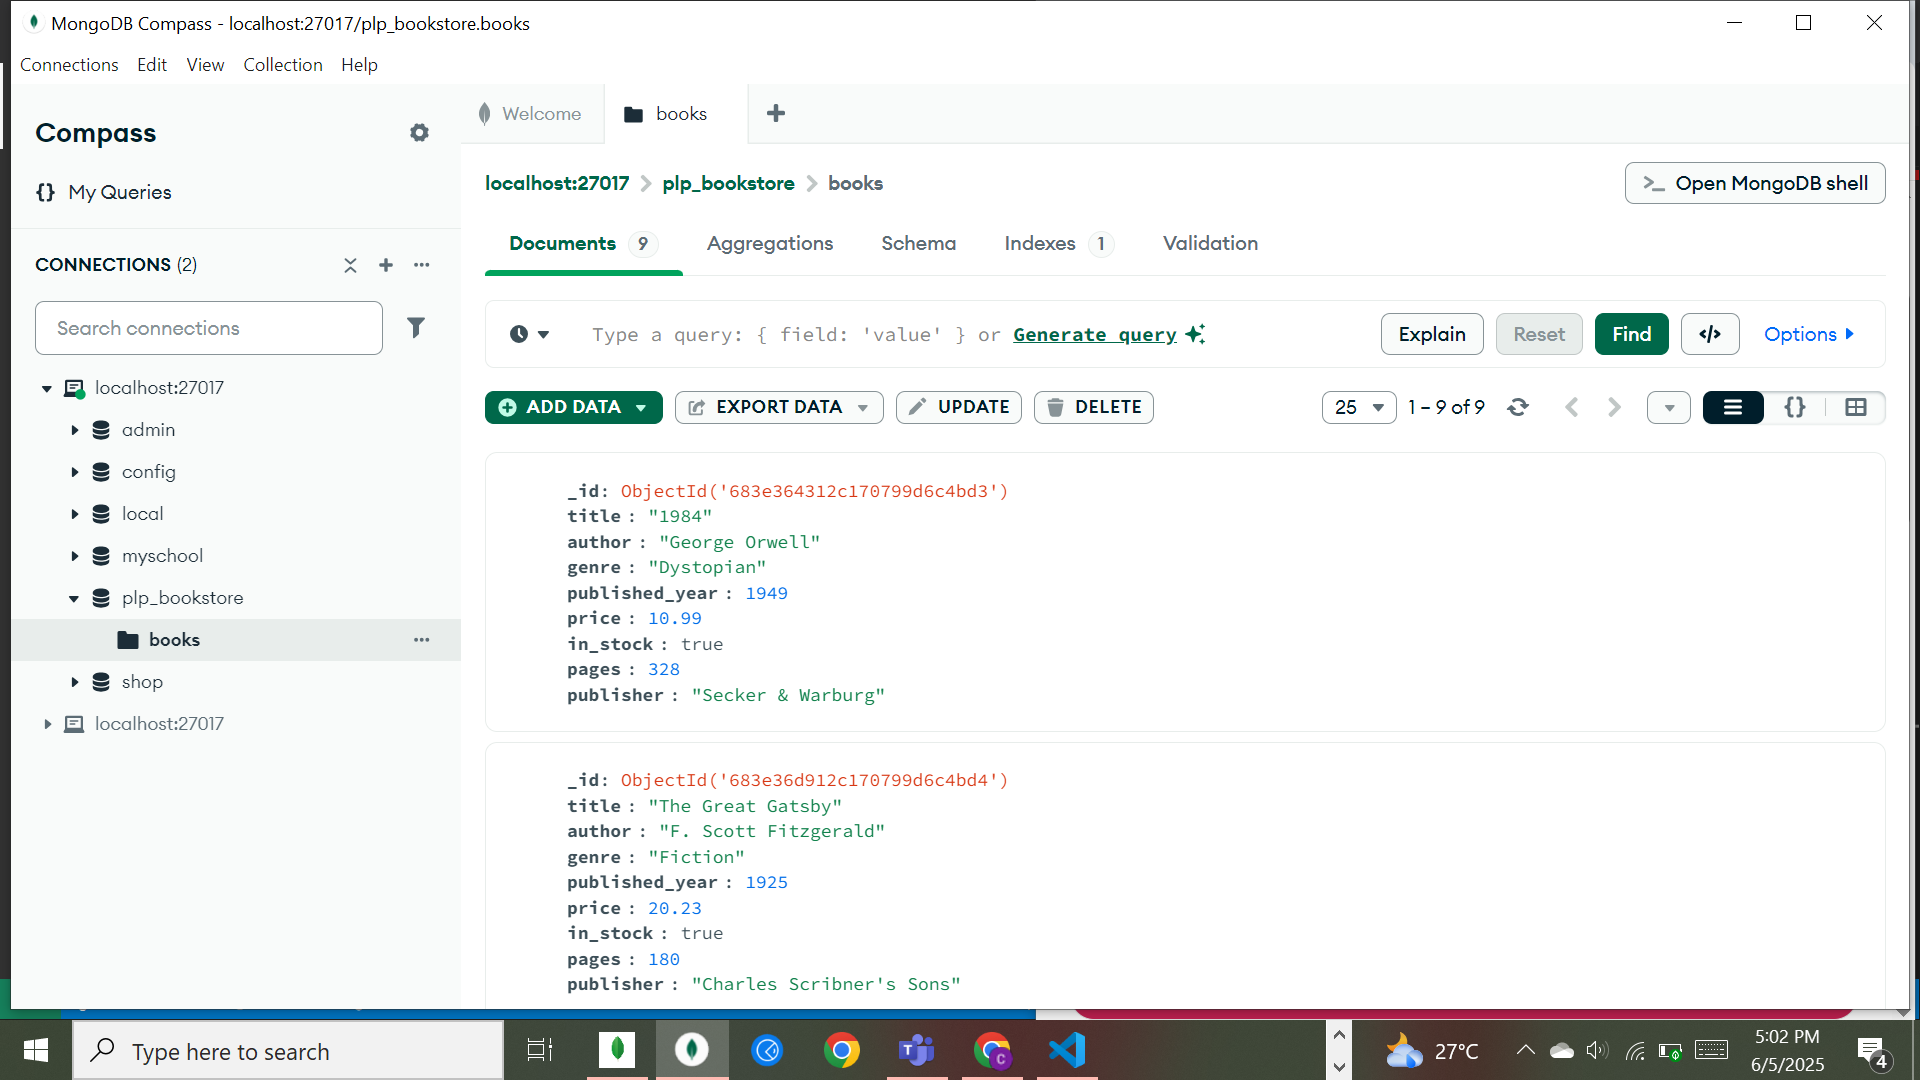 MongoDB Compass - localhost:27017/plp_bookstore.books
Connections Edit View Collection Help
Compass
My Queries
CONNECTIONS (2)
Search connections
localhost:27017
admin
config
local
myschool
plp_bookstore
books
shop
localhost:27017
Welcome
books
localhost:27017 plp_bookstore books
Open MongoDB shell
Documents 9 Aggregations Schema Indexes 1 Validation
Type a query: { field: 'value' } or Generate query
Explain Reset Find </> Options
ADD DATA EXPORT DATA UPDATE DELETE
25 1 – 9 of 9 {}
_id: ObjectId('683e364312c170799d6c4bd3')
title : "1984"
author : "George Orwell"
genre : "Dystopian"
published_year : 1949
price : 10.99
in_stock : true
pages : 328
publisher : "Secker & Warburg"
_id: ObjectId('683e36d912c170799d6c4bd4')
title : "The Great Gatsby"
author : "F. Scott Fitzgerald"
genre : "Fiction"
published_year : 1925
price : 20.23
in_stock : true
pages : 180
publisher : "Charles Scribner's Sons"
Type here to search
27°C
5:02 PM
6/5/2025
4